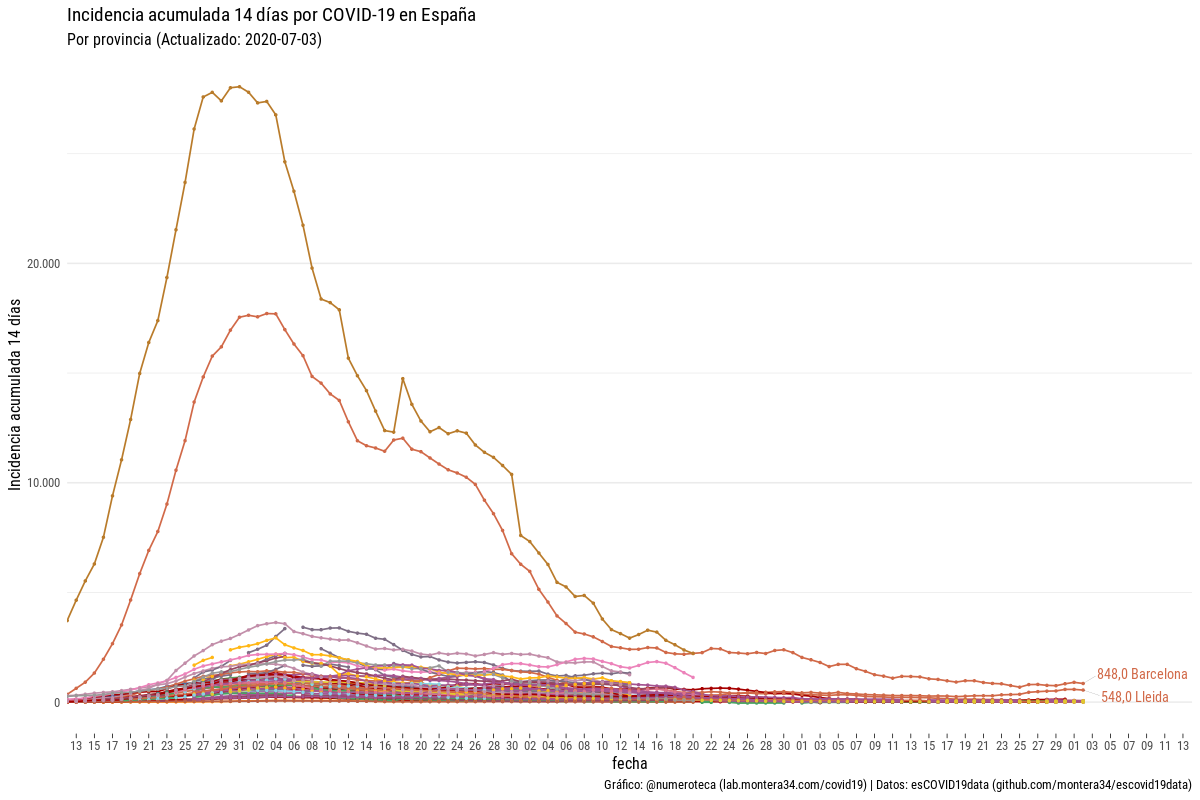 Incidencia acumulada 14 días por COVID-19 en España
Por provincia (Actualizado: 2020-07-03)
Incidencia acumulada 14 días
20.000
10.000
0
848,0 Barcelona
548,0 Lleida
13 15 17 19 21 23 25 27 29 31 02 04 06 08 10 12 14 16 18 20 22 24 26 28 30 02 04 06 08 10 12 14 16 18 20 22 24 26 28 30 01 03 05 07 09 11 13 15 17 19 21 23 25 27 29 01 03 05 07 09 11 13
fecha
Gráfico: @numeroteca (lab.montera34.com/covid19) | Datos: esCOVID19data (github.com/montera34/escovid19data)